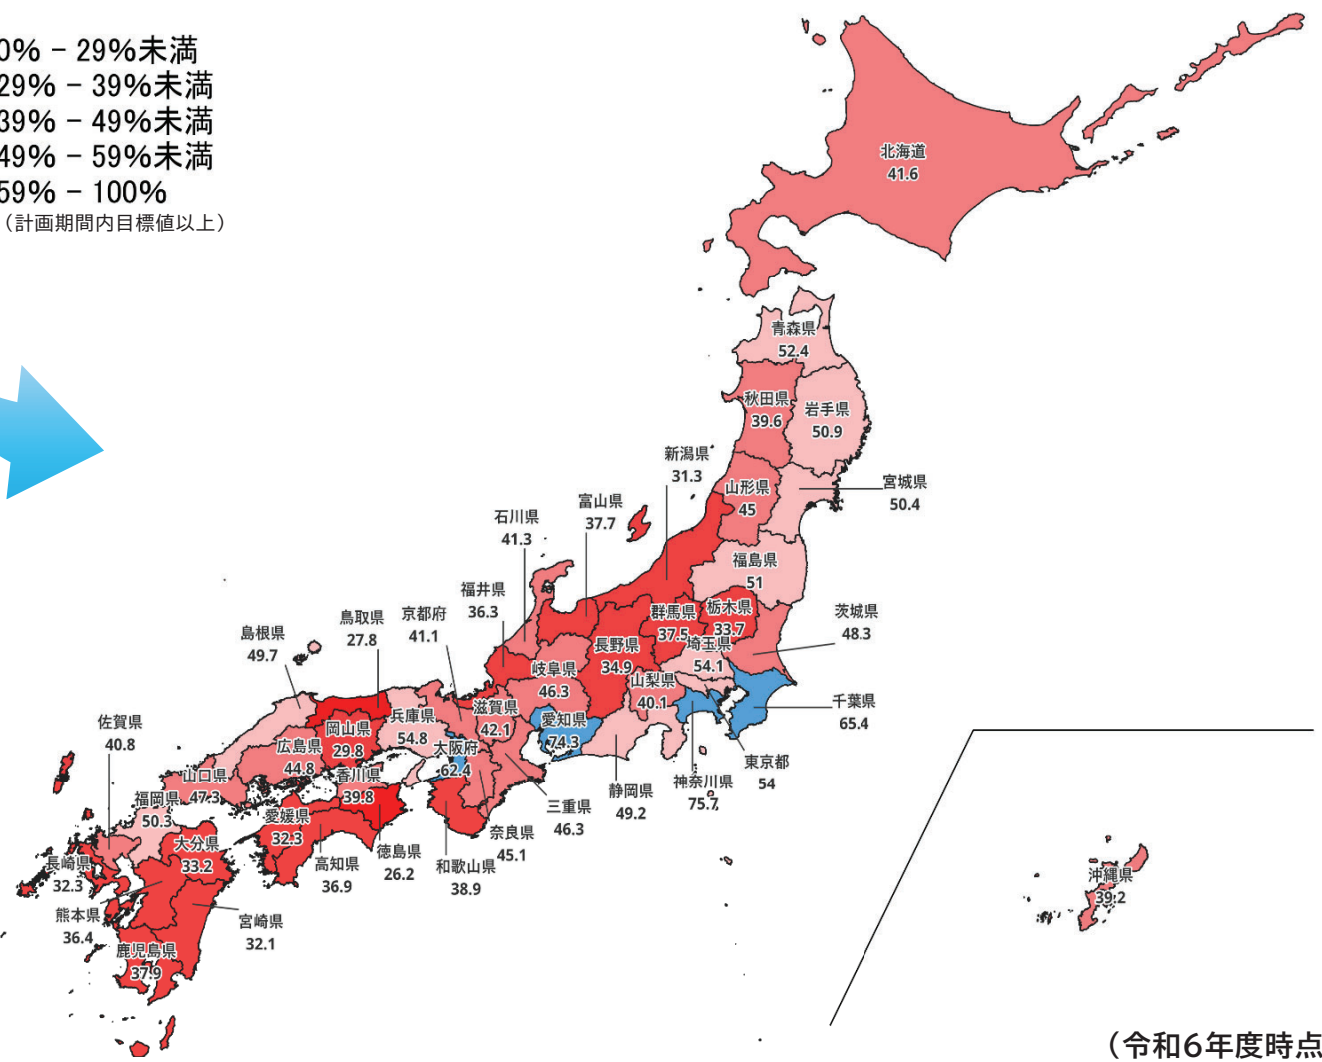 0% - 29%未満
29% - 39%未満
39% - 49%未満
49% - 59%未満
59% - 100%
（計画期間内目標値以上）
北海道
41.6
青森県
52.4
秋田県
39.6
岩手県
50.9
新潟県
31.3
山形県
45
宮城県
50.4
富山県
37.7
石川県
41.3
福島県
51
福井県
36.3
群馬県
37.5
栃木県
33.7
茨城県
48.3
京都府
41.1
鳥取県
27.8
島根県
49.7
長野県
34.9
埼玉県
54.1
岐阜県
46.3
山梨県
40.1
千葉県
65.4
滋賀県
42.1
兵庫県
54.8
愛知県
74.3
岡山県
29.8
佐賀県
40.8
広島県
44.8
大阪府
62.4
東京都
54
山口県
47.3
香川県
39.8
神奈川県
75.7
静岡県
49.2
福岡県
50.3
三重県
46.3
愛媛県
32.3
奈良県
45.1
大分県
33.2
徳島県
26.2
高知県
36.9
和歌山県
38.9
長崎県
32.3
沖縄県
39.2
熊本県
36.4
宮崎県
32.1
鹿児島県
37.9
（令和6年度時点